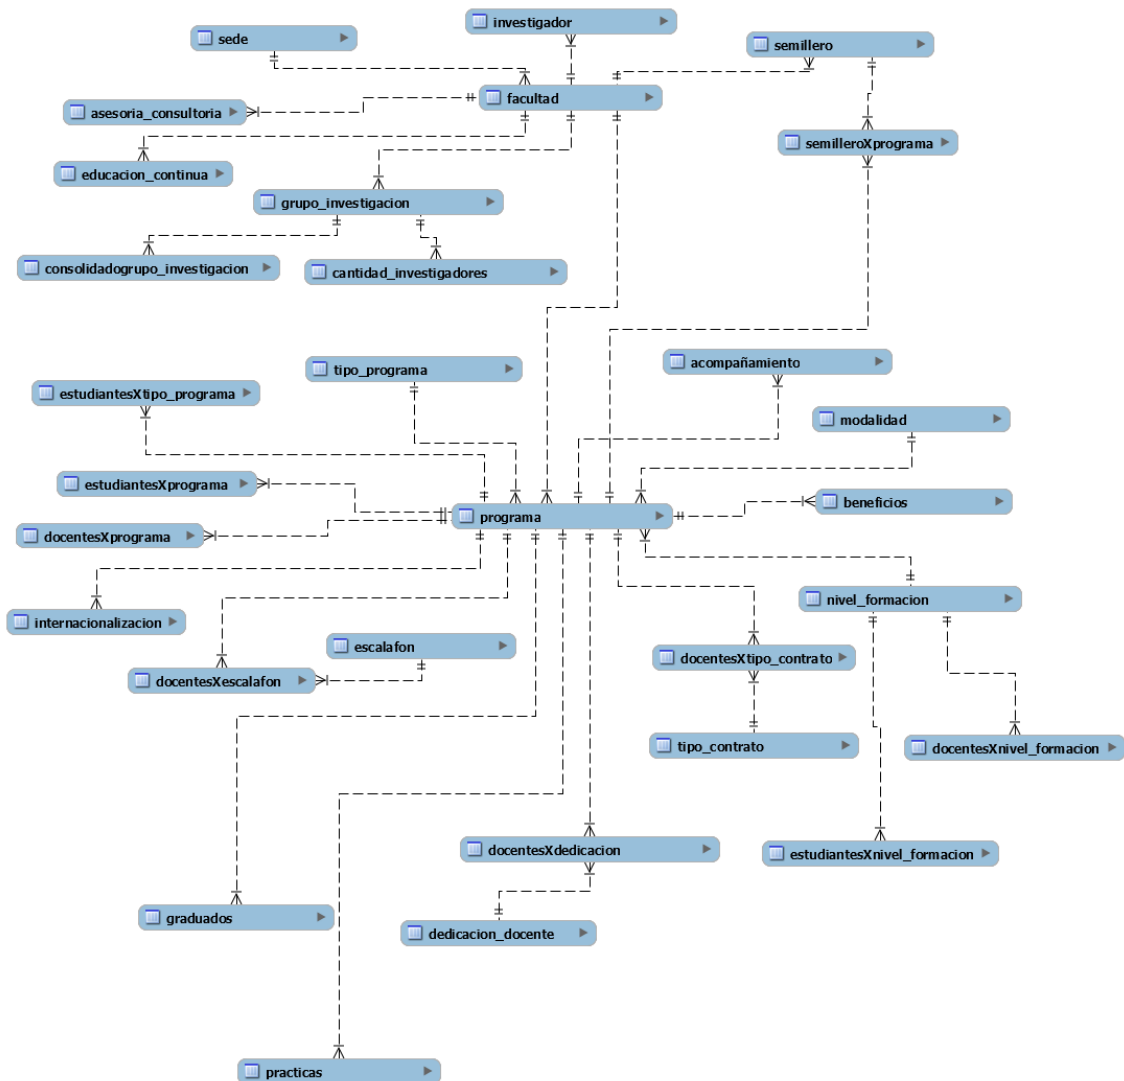 investigador
sede
semillero
facultad
asesoria_consultoria
semilleroXprograma
educacion_continua
grupo_investigacion
consolidadogrupo_investigacion
cantidad_investigadores
acompañamiento
tipo_programa
estudiantesXtipo_programa
modalidad
estudiantesXprograma
beneficios
programa
docentesXprograma
nivel_formacion
internacionalizacion
escalafon
docentesXtipo_contrato
docentesXescalafon
tipo_contrato
docentesXnivel_formacion
docentesXdedicacion
estudiantesXnivel_formacion
graduados
dedicacion_docente
practicas